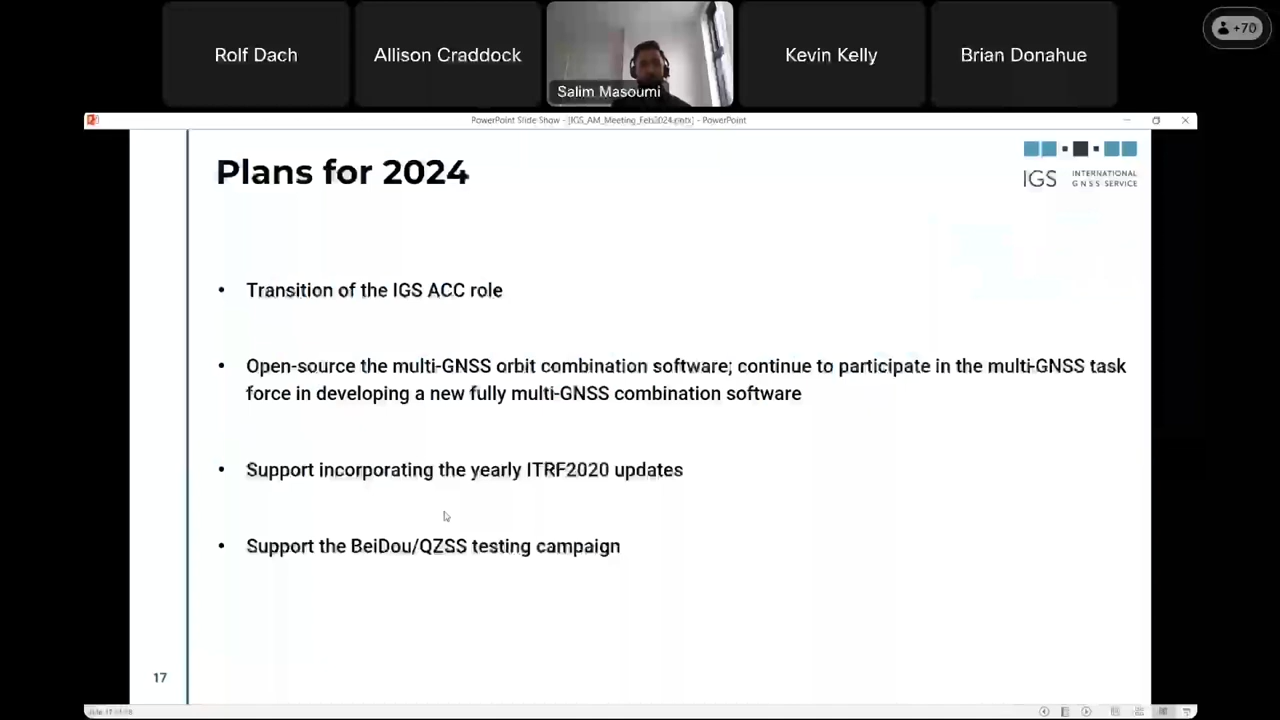 Rolf Dach
Allison Craddock
Salim Masoumi
Kevin Kelly
Brian Donahue
+70
PowerPoint Slide Show - [IGS_AM_Meeting_Feb2024.pptx] - PowerPoint
Plans for 2024
IGS
INTERNATIONAL
GNSS SERVICE
• Transition of the IGS ACC role
• Open-source the multi-GNSS orbit combination software; continue to participate in the multi-GNSS task
force in developing a new fully multi-GNSS combination software
• Support incorporating the yearly ITRF2020 updates
• Support the BeiDou/QZSS testing campaign
17